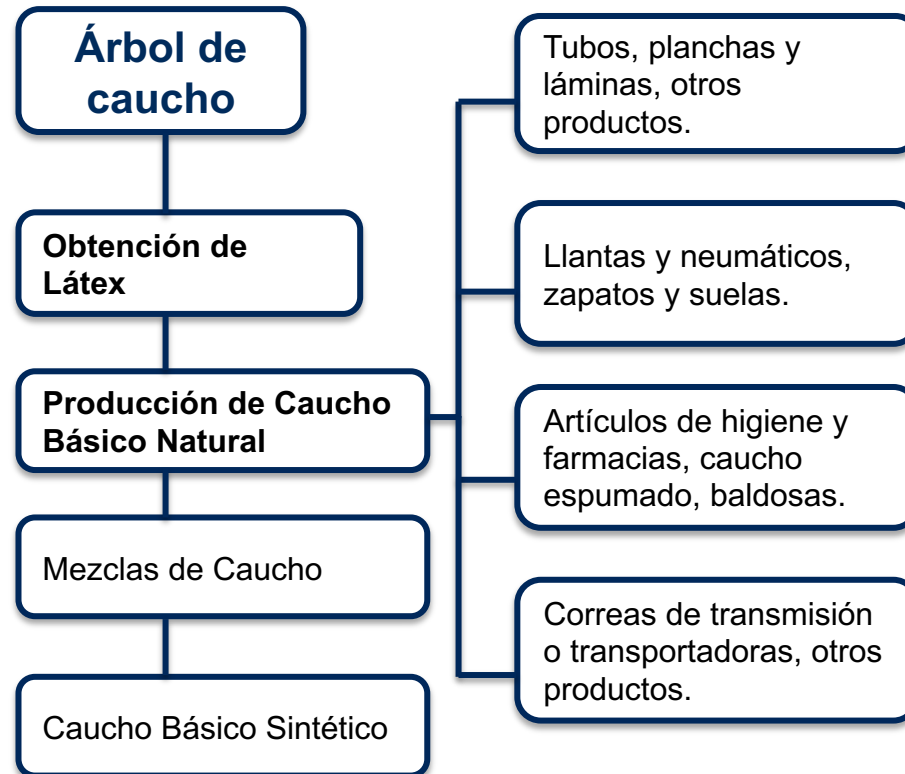 Árbol de
caucho
Obtención de
Látex
Producción de Caucho
Básico Natural
Mezclas de Caucho
Caucho Básico Sintético
Tubos, planchas y
láminas, otros
productos.
Llantas y neumáticos,
zapatos y suelas.
Artículos de higiene y
farmacias, caucho
espumado, baldosas.
Correas de transmisión
o transportadoras, otros
productos.